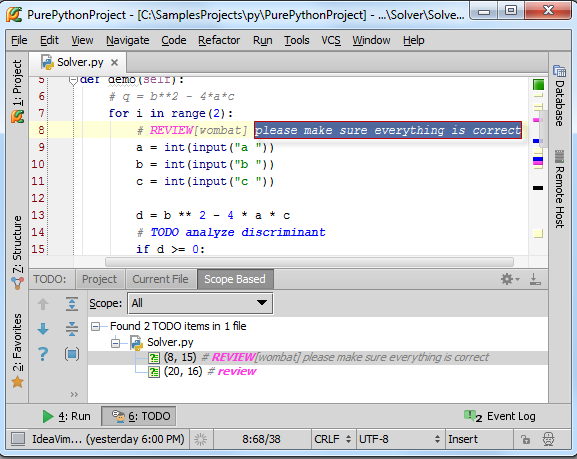 PurePythonProject - [C:\SamplesProjects\py\PurePythonProject] - ...\Solver\Solve...
File Edit View Navigate Code Refactor Run Tools VCS Window Help
Solver.py
5 def demo(self):
6 # q = b**2 - 4*a*c
7 for i in range(2):
8 # REVIEW[wombat] please make sure everything is correct
9 a = int(input("a "))
10 b = int(input("b "))
11 c = int(input("c "))
12
13 d = b ** 2 - 4 * a * c
14 # TODO analyze discriminant
15 if d >= 0:
1: Project
7: Structure
2: Favorites
Database
Remote Host
TODO: Project Current File Scope Based
Scope: All
Found 2 TODO items in 1 file
Solver.py
(8, 15) # REVIEW[wombat] please make sure everything is correct
(20, 16) # review
4: Run 6: TODO 2 Event Log
IdeaVim... (yesterday 6:00 PM) 8:68/38 CRLF UTF-8 Insert